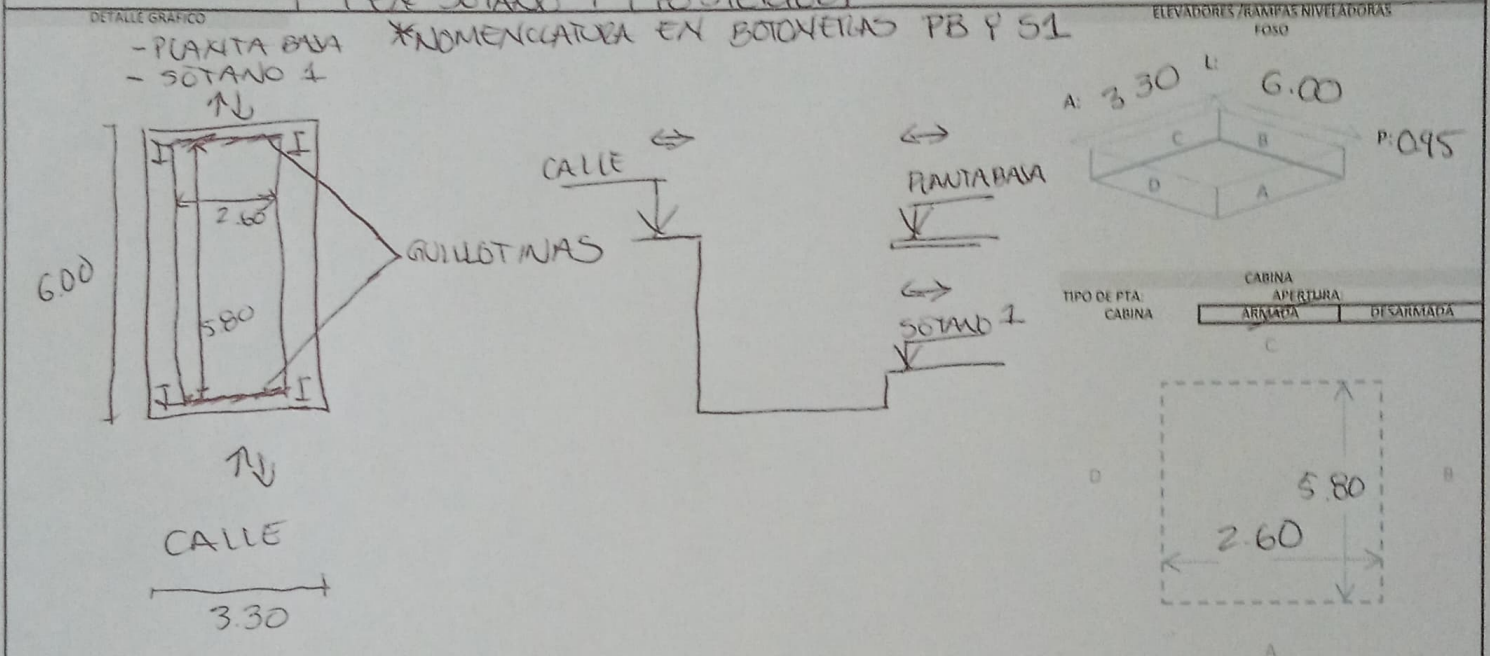 DETALLE GRAFICO
- PLANTA BAJA
- SOTANO 1
*NOMENCLATURA EN BOTONERAS PB Y S1
ELEVADORES /RAMPAS NIVELADORAS
FOSO
A: 3 30 L: 6.00
P: 0.95
C B
D A
I I
2.60
6.00
5.80
I I
GUILLOTINAS
CALLE
3.30
CALLE
PLANTA BAJA
SOTANO 1
CABINA
TIPO DE PTA APERTURA
CABINA ARMADA DESARMADA
C
D B
5.80
2.60
A